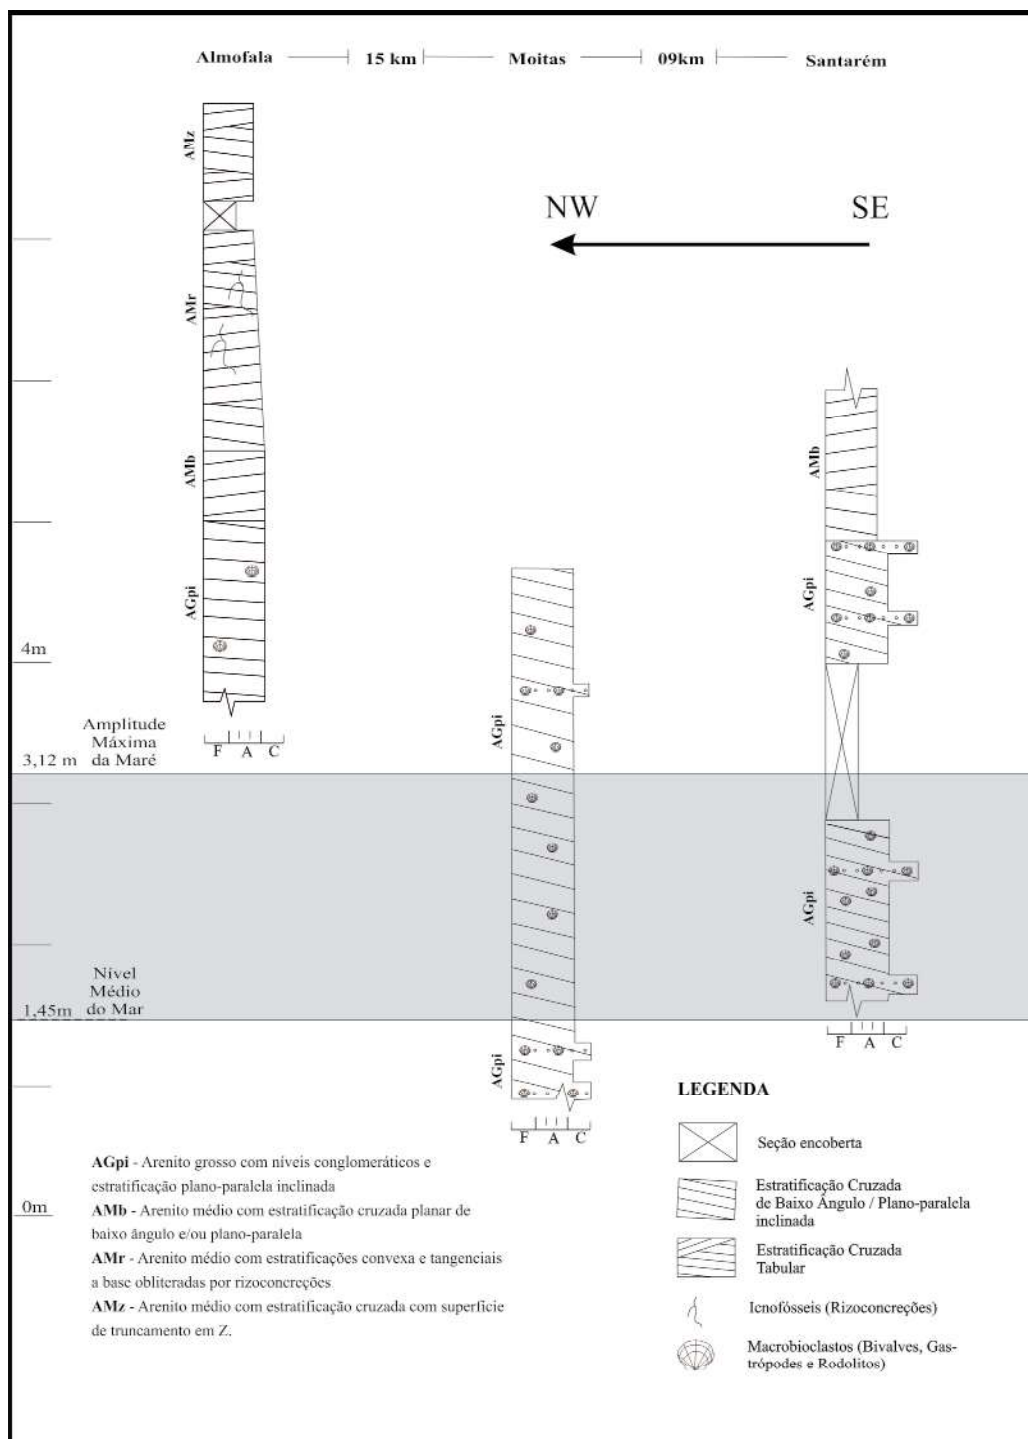 Almofala 15 km Moitas 09km Santarém
AMz
NW SE
AMr
AMb
AMb
AGpi
AGpi
4m
Amplitude
Máxima
da Maré
3,12 m
F A C
AGpi
AGpi
Nível
Médio
do Mar
1,45m
F A C
AGpi
F A C
LEGENDA
Seção encoberta
Estratificação Cruzada
de Baixo Ângulo / Plano-paralela
inclinada
Estratificação Cruzada
Tabular
Icnofósseis (Rizoconcreções)
Macrobioclastos (Bivalves, Gas-
trópodes e Rodolitos)
AGpi - Arenito grosso com níveis conglomeráticos e
estratificação plano-paralela inclinada
0m
AMb - Arenito médio com estratificação cruzada planar de
baixo ângulo e/ou plano-paralela
AMr - Arenito médio com estratificações convexa e tangenciais
a base obliteradas por rizoconcreções
AMz - Arenito médio com estratificação cruzada com superfície
de truncamento em Z.